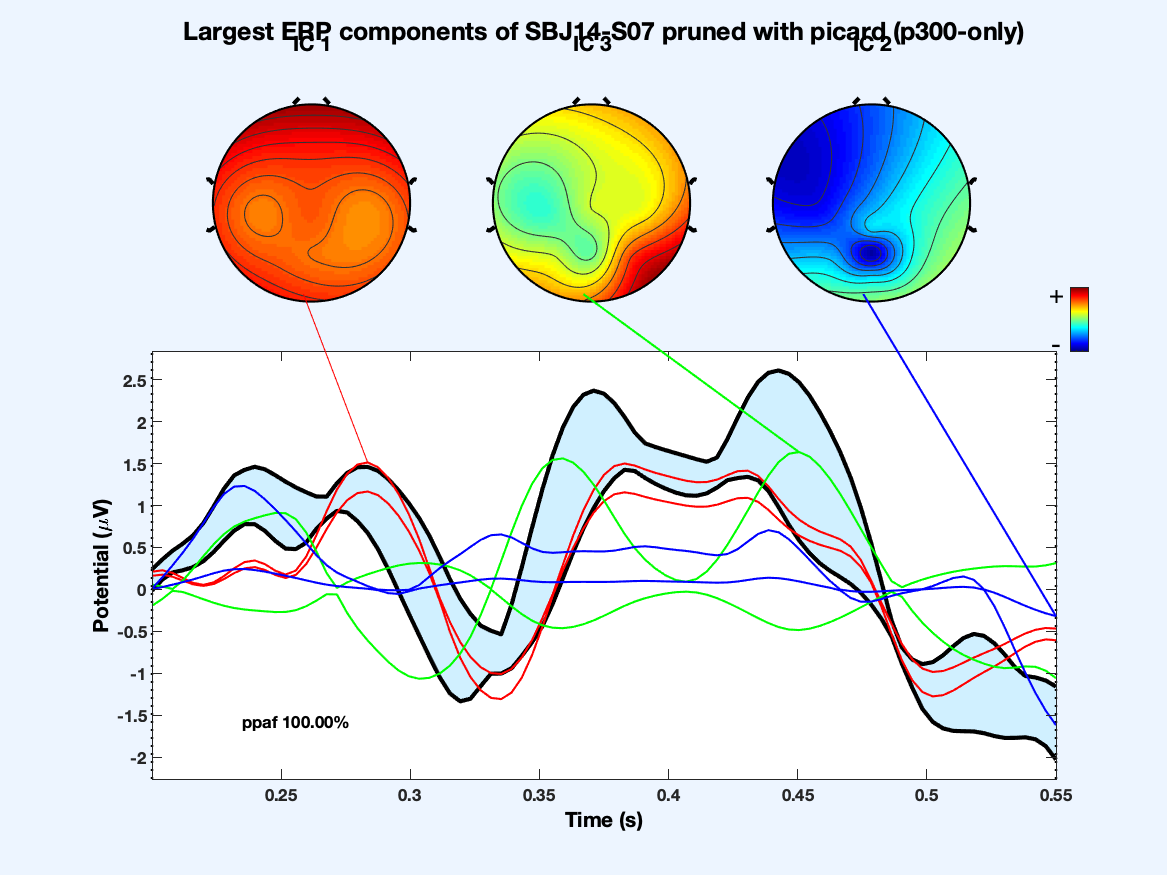 Largest ERP components of SBJ14-S07 pruned with picard (p300-only)
IC 1 IC 3 IC 2
+
-
2.5
2
1.5
1
0.5
0
-0.5
-1
-1.5
-2
Potential (μV)
ppaf 100.00%
0.25 0.3 0.35 0.4 0.45 0.5 0.55
Time (s)